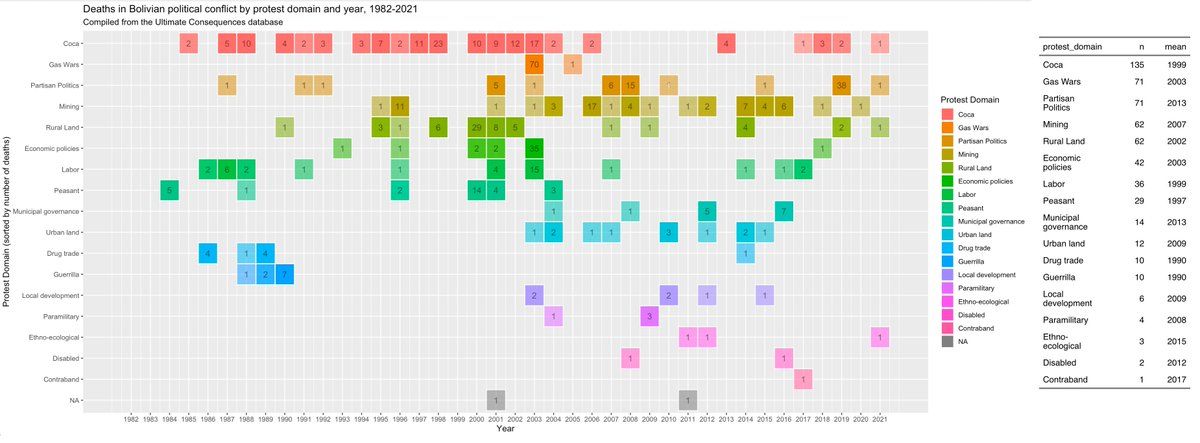 Deaths in Bolivian political conflict by protest domain and year, 1982-2021
Compiled from the Ultimate Consequences database
Protest Domain (sorted by number of deaths)
Coca 2 5 10 4 2 3 3 7 2 11 23 10 9 12 17 2 2 4 1 3 2 1
Gas Wars 70 1
Partisan Politics 1 1 1 5 1 6 15 1 1 38 1
Mining 1 11 1 1 3 17 1 4 1 1 2 7 4 6 1 1
Rural Land 1 3 1 6 29 8 5 1 1 4 2 1
Economic policies 1 1 2 2 35 1
Labor 2 6 2 1 1 4 15 1 1 1 2
Peasant 5 1 2 14 4 3
Municipal governance 1 1 5 7
Urban land 1 2 1 1 3 1 2 1
Drug trade 4 1 4 1
Guerrilla 1 2 7
Local development 2 2 1 1
Paramilitary 1 3
Ethno-ecological 1 1 1
Disabled 1 1
Contraband 1
NA 1 1
1982 1983 1984 1985 1986 1987 1988 1989 1990 1991 1992 1993 1994 1995 1996 1997 1998 1999 2000 2001 2002 2003 2004 2005 2006 2007 2008 2009 2010 2011 2012 2013 2014 2015 2016 2017 2018 2019 2020 2021
Year
Protest Domain
Coca
Gas Wars
Partisan Politics
Mining
Rural Land
Economic policies
Labor
Peasant
Municipal governance
Urban land
Drug trade
Guerrilla
Local development
Paramilitary
Ethno-ecological
Disabled
Contraband
NA
protest_domain n mean
Coca 135 1999
Gas Wars 71 2003
Partisan
Politics 71 2013
Mining 62 2007
Rural Land 62 2002
Economic
policies 42 2003
Labor 36 1999
Peasant 29 1997
Municipal
governance 14 2013
Urban land 12 2009
Drug trade 10 1990
Guerrilla 10 1990
Local
development 6 2009
Paramilitary 4 2008
Ethno-
ecological 3 2015
Disabled 2 2012
Contraband 1 2017